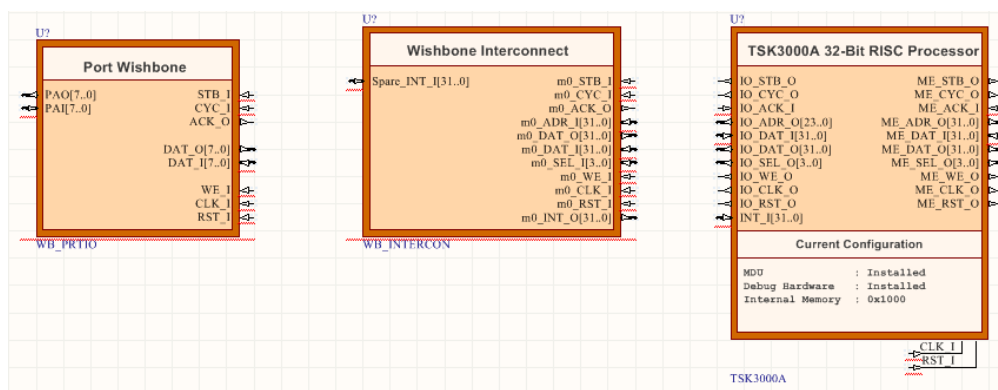 U?
Port Wishbone
PAO[7..0] STB_I
PAI[7..0] CYC_I
ACK_O
DAT_O[7..0]
DAT_I[7..0]
WE_I
CLK_I
RST_I
WB_PRTIO
U?
Wishbone Interconnect
Spare_INT_I[31..0] m0_STB_I
m0_CYC_I
m0_ACK_O
m0_ADR_I[31..0]
m0_DAT_O[31..0]
m0_DAT_I[31..0]
m0_SEL_I[3..0]
m0_WE_I
m0_CLK_I
m0_RST_I
m0_INT_O[31..0]
WB_INTERCON
U?
TSK3000A 32-Bit RISC Processor
IO_STB_O ME_STB_O
IO_CYC_O ME_CYC_O
IO_ACK_I ME_ACK_I
IO_ADR_O[23..0] ME_ADR_O[31..0]
IO_DAT_I[31..0] ME_DAT_I[31..0]
IO_DAT_O[31..0] ME_DAT_O[31..0]
IO_SEL_O[3..0] ME_SEL_O[3..0]
IO_WE_O ME_WE_O
IO_CLK_O ME_CLK_O
IO_RST_O ME_RST_O
INT_I[31..0]
Current Configuration
MDU : Installed
Debug Hardware : Installed
Internal Memory : 0x1000
CLK_I
RST_I
TSK3000A